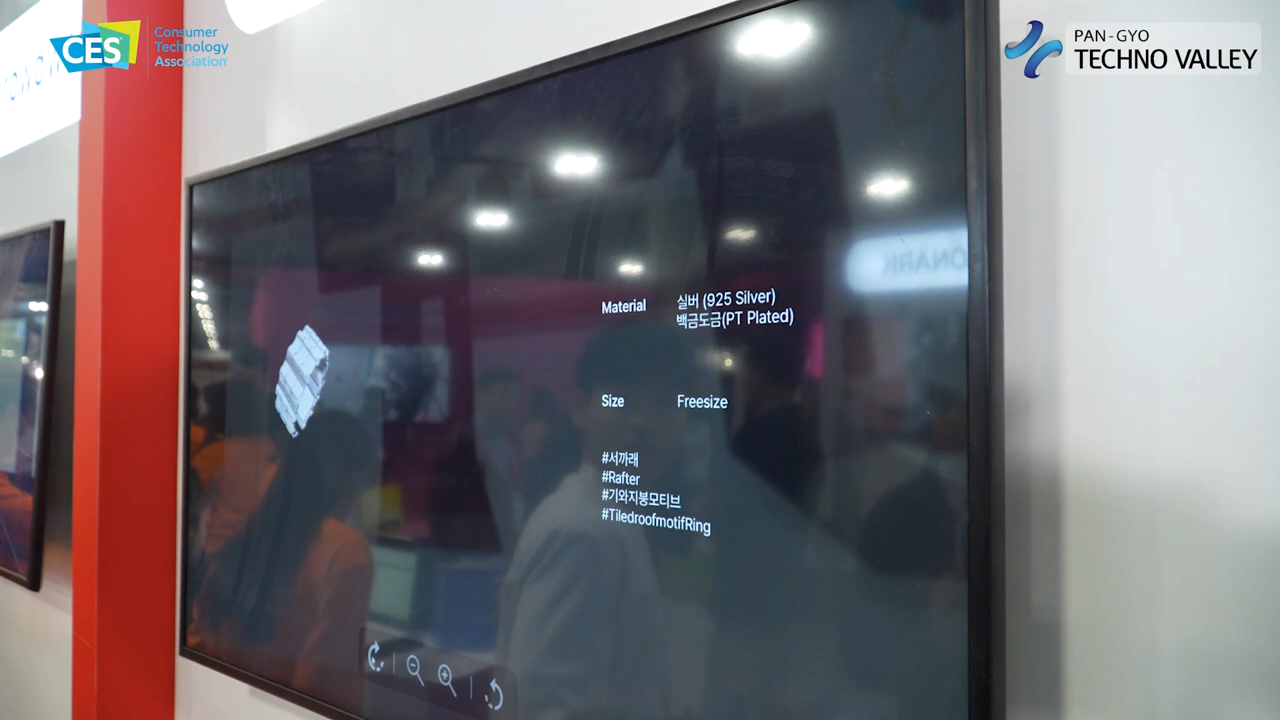 CES
Consumer
Technology
Association
PAN-GYO
TECHNO VALLEY
Material
실버 (925 Silver)
백금도금(PT Plated)
Size
Freesize
#서까래
#Rafter
#기와지붕모티브
#TiledroofmotifRing